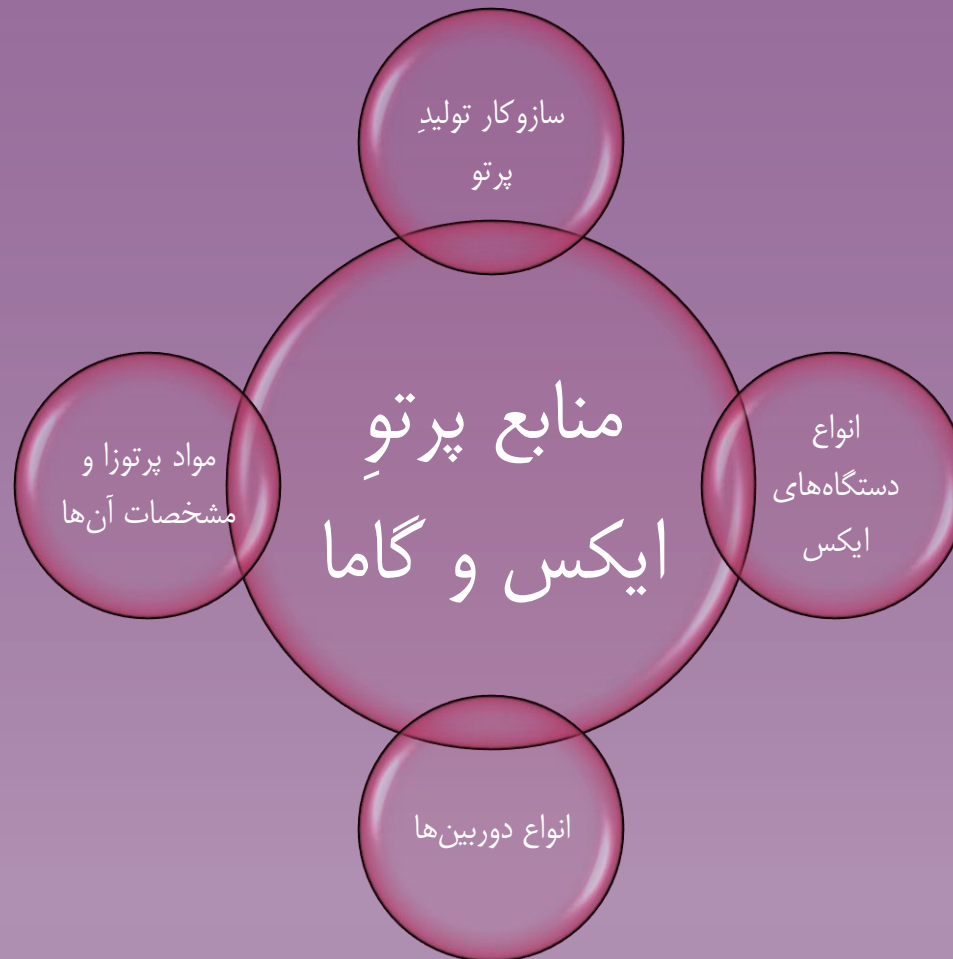 سازوکار تولیدِ
پرتو
منابع پرتوِ
ایکس و گاما
انواع
دستگاه‌های
ایکس
انواع دوربین‌ها
مواد پرتوزا و
مشخصات آن‌ها